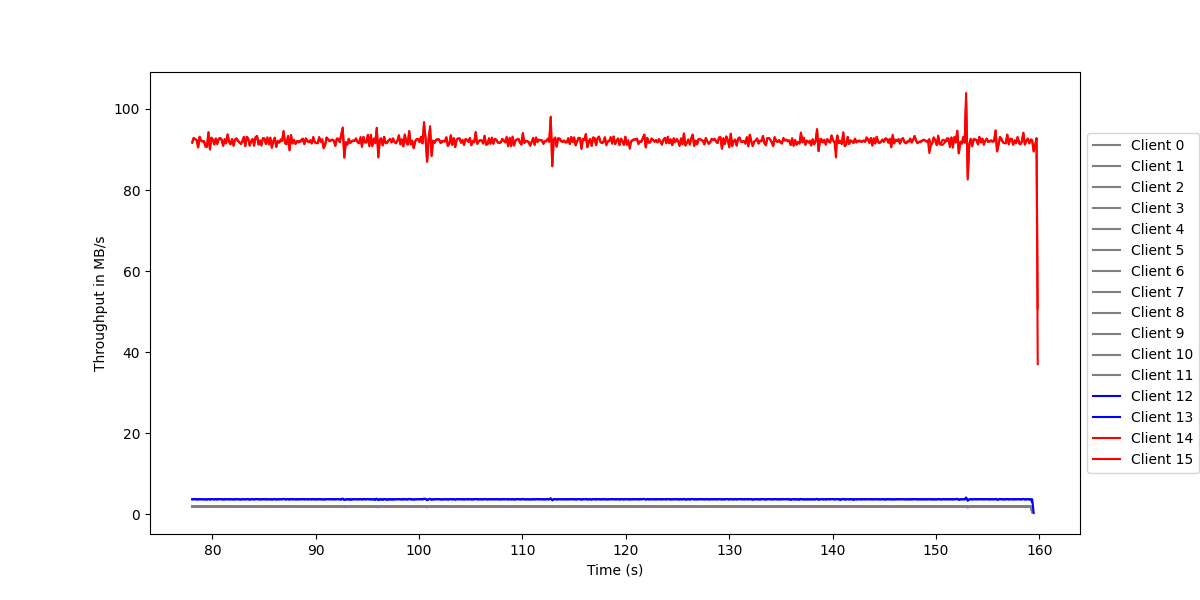 Throughput in MB/s
100
80
60
40
20
0
80 90 100 110 120 130 140 150 160
Time (s)
Client 0
Client 1
Client 2
Client 3
Client 4
Client 5
Client 6
Client 7
Client 8
Client 9
Client 10
Client 11
Client 12
Client 13
Client 14
Client 15